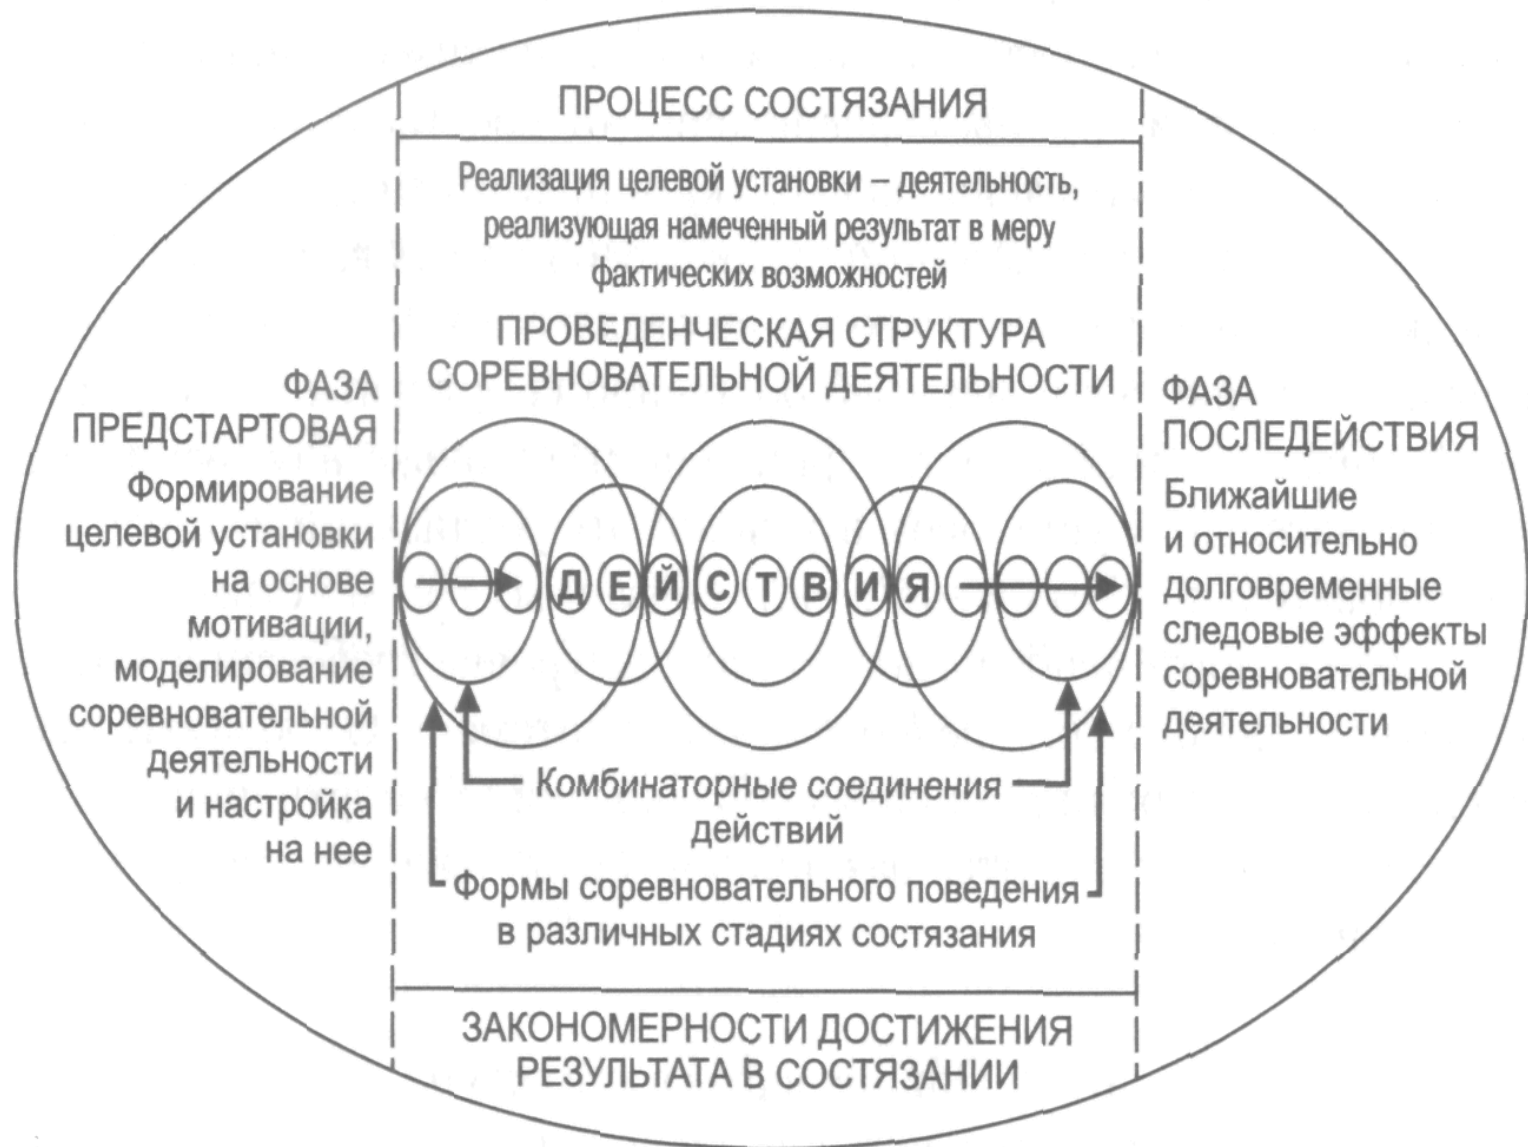 ПРОЦЕСС СОСТЯЗАНИЯ
Реализация целевой установки – деятельность,
реализующая намеченный результат в меру
фактических возможностей
ПРОВЕДЕНЧЕСКАЯ СТРУКТУРА
СОРЕВНОВАТЕЛЬНОЙ ДЕЯТЕЛЬНОСТИ
ФАЗА
ПРЕДСТАРТОВАЯ
Формирование
целевой установки
на основе
мотивации,
моделирование
соревновательной
деятельности
и настройка
на нее
ДЕЙСТВИЯ
Комбинаторные соединения
действий
Формы соревновательного поведения
в различных стадиях состязания
ФАЗА
ПОСЛЕДЕЙСТВИЯ
Ближайшие
и относительно
долговременные
следовые эффекты
соревновательной
деятельности
ЗАКОНОМЕРНОСТИ ДОСТИЖЕНИЯ
РЕЗУЛЬТАТА В СОСТЯЗАНИИ